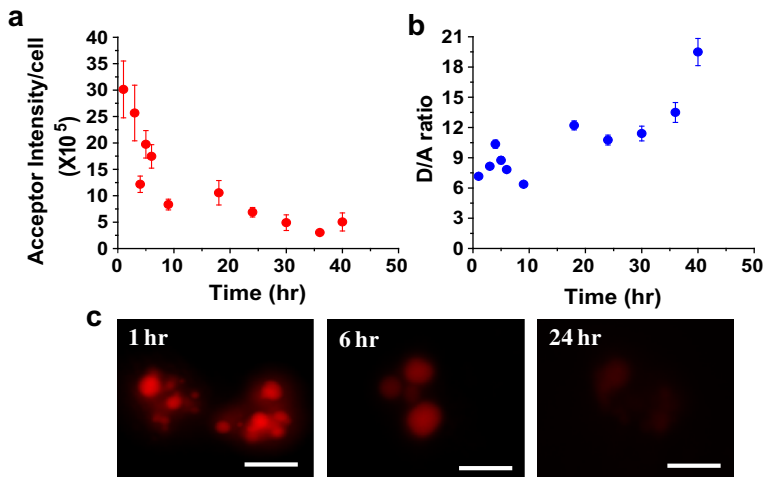 a
Acceptor Intensity/cell
(X10 5)
40
35
30
25
20
15
10
5
0
0 10 20 30 40 50
Time (hr)
b
D/A ratio
21
18
15
12
9
6
3
0
0 10 20 30 40 50
Time (hr)
c
1 hr
6 hr
24 hr